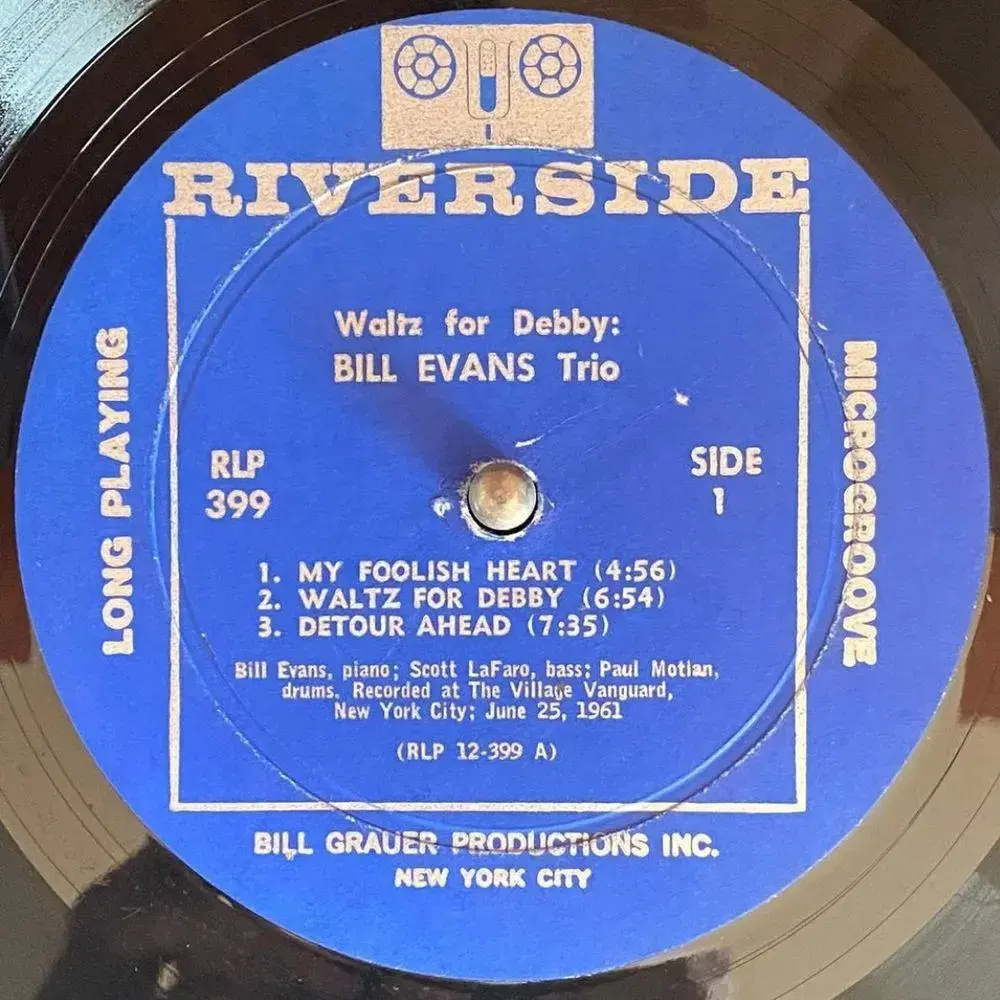 RIVERSIDE
Waltz for Debby:
BILL EVANS Trio
LONG PLAYING
RLP
399
SIDE
1
MICROGROOVE
1. MY FOOLISH HEART (4:56)
2. WALTZ FOR DEBBY (6:54)
3. DETOUR AHEAD (7:35)
Bill Evans, piano; Scott LaFaro, bass; Paul Motian,
drums. Recorded at The Village Vanguard,
New York City; June 25, 1961
(RLP 12-399 A)
BILL GRAUER PRODUCTIONS INC.
NEW YORK CITY